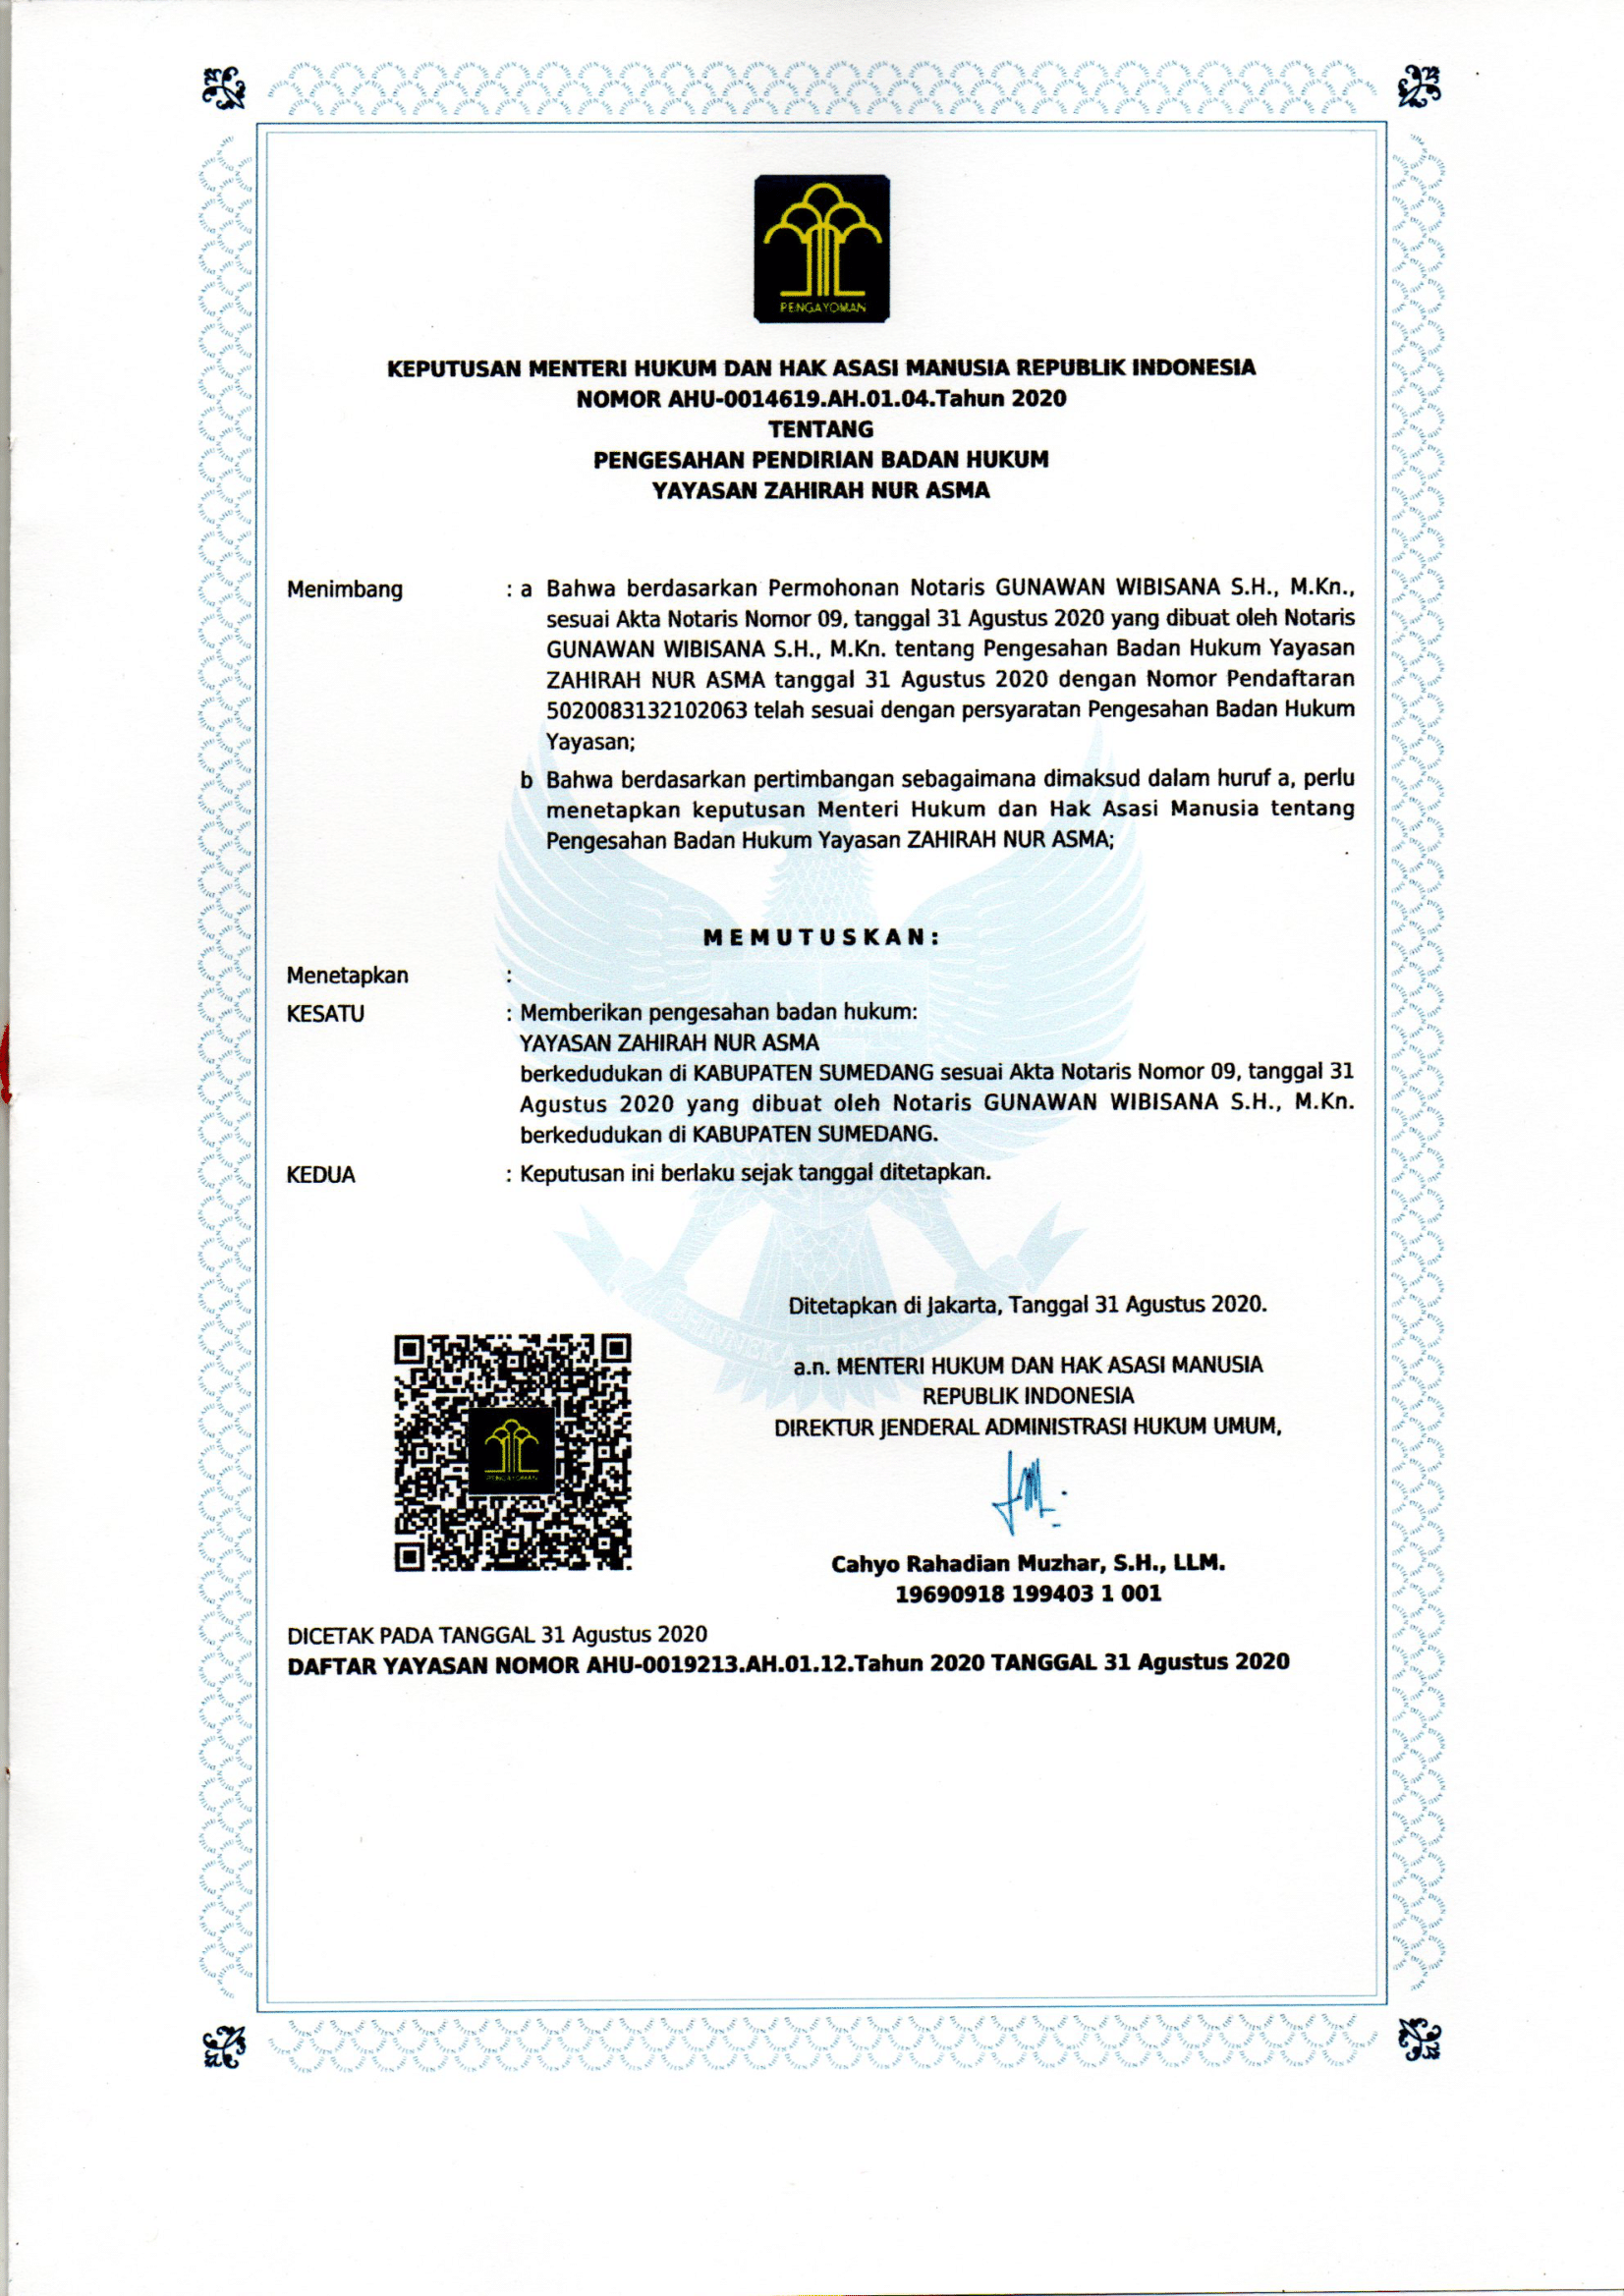 PENGAYOMAN
KEPUTUSAN MENTERI HUKUM DAN HAK ASASI MANUSIA REPUBLIK INDONESIA
NOMOR AHU-0014619.AH.01.04.Tahun 2020
TENTANG
PENGESAHAN PENDIRIAN BADAN HUKUM
YAYASAN ZAHIRAH NUR ASMA
Menimbang : a Bahwa berdasarkan Permohonan Notaris GUNAWAN WIBISANA S.H., M.Kn.,
sesuai Akta Notaris Nomor 09, tanggal 31 Agustus 2020 yang dibuat oleh Notaris
GUNAWAN WIBISANA S.H., M.Kn. tentang Pengesahan Badan Hukum Yayasan
ZAHIRAH NUR ASMA tanggal 31 Agustus 2020 dengan Nomor Pendaftaran
5020083132102063 telah sesuai dengan persyaratan Pengesahan Badan Hukum
Yayasan;
b Bahwa berdasarkan pertimbangan sebagaimana dimaksud dalam huruf a, perlu
menetapkan keputusan Menteri Hukum dan Hak Asasi Manusia tentang
Pengesahan Badan Hukum Yayasan ZAHIRAH NUR ASMA;
M E M U T U S K A N :
Menetapkan :
KESATU : Memberikan pengesahan badan hukum:
YAYASAN ZAHIRAH NUR ASMA
berkedudukan di KABUPATEN SUMEDANG sesuai Akta Notaris Nomor 09, tanggal 31
Agustus 2020 yang dibuat oleh Notaris GUNAWAN WIBISANA S.H., M.Kn.
berkedudukan di KABUPATEN SUMEDANG.
KEDUA : Keputusan ini berlaku sejak tanggal ditetapkan.
Ditetapkan di Jakarta, Tanggal 31 Agustus 2020.
a.n. MENTERI HUKUM DAN HAK ASASI MANUSIA
REPUBLIK INDONESIA
DIREKTUR JENDERAL ADMINISTRASI HUKUM UMUM,
PENGAYOMAN
Cahyo Rahadian Muzhar, S.H., LLM.
19690918 199403 1 001
DICETAK PADA TANGGAL 31 Agustus 2020
DAFTAR YAYASAN NOMOR AHU-0019213.AH.01.12.Tahun 2020 TANGGAL 31 Agustus 2020